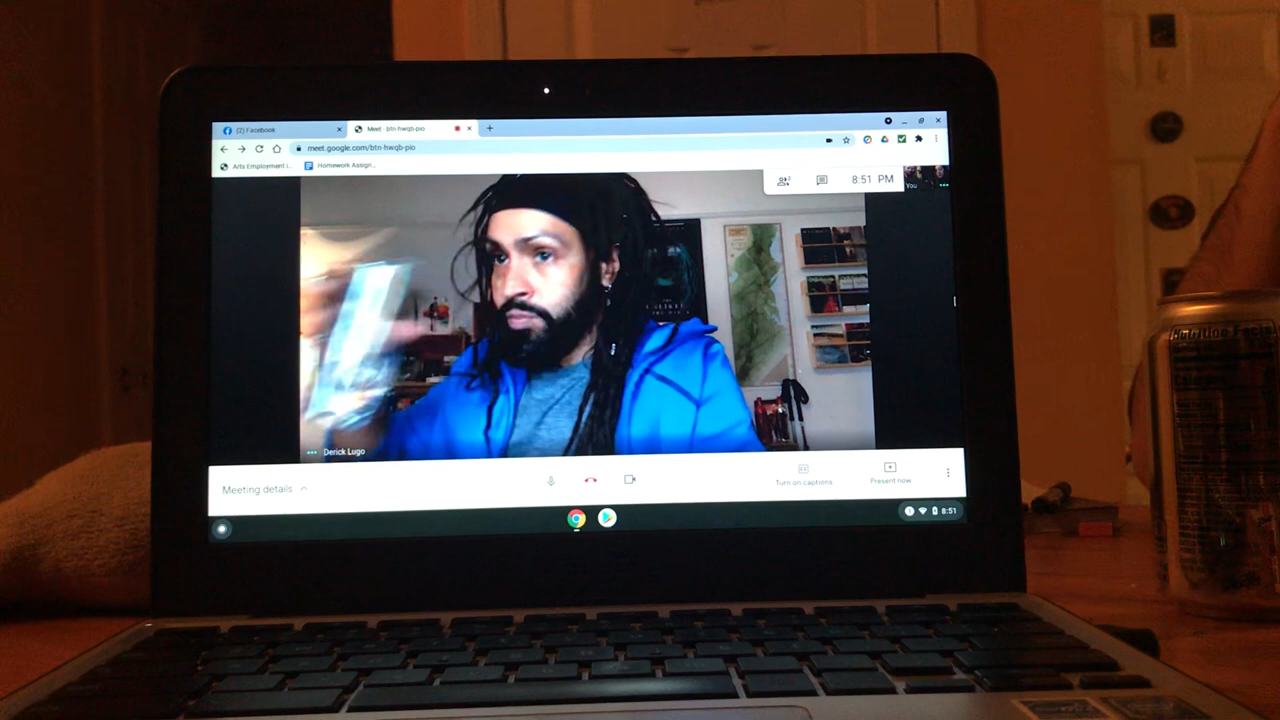 (2) Facebook
Meet - btn-hwqb-pio
meet.google.com/btn-hwqb-pio
Arts Employment i...
Homework Assign...
2
8:51 PM
You
Derick Lugo
Meeting details
Turn on captions
Present now
8:51
Nutrition Facts